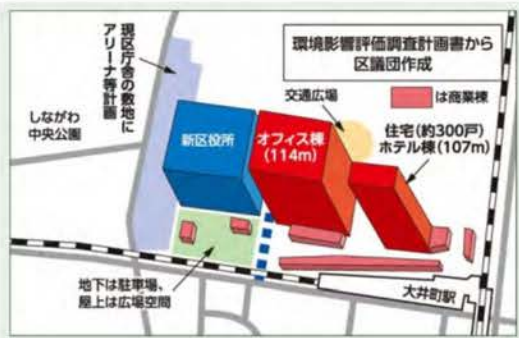 現区庁舎の敷地に
アリーナ等計画
環境影響評価調査計画書から
区議団作成
しながわ
中央公園
交通広場
は商業棟
新区役所
オフィス棟
(114m)
住宅(約300戸)
ホテル棟(107m)
地下は駐車場、
屋上は広場空間
大井町駅